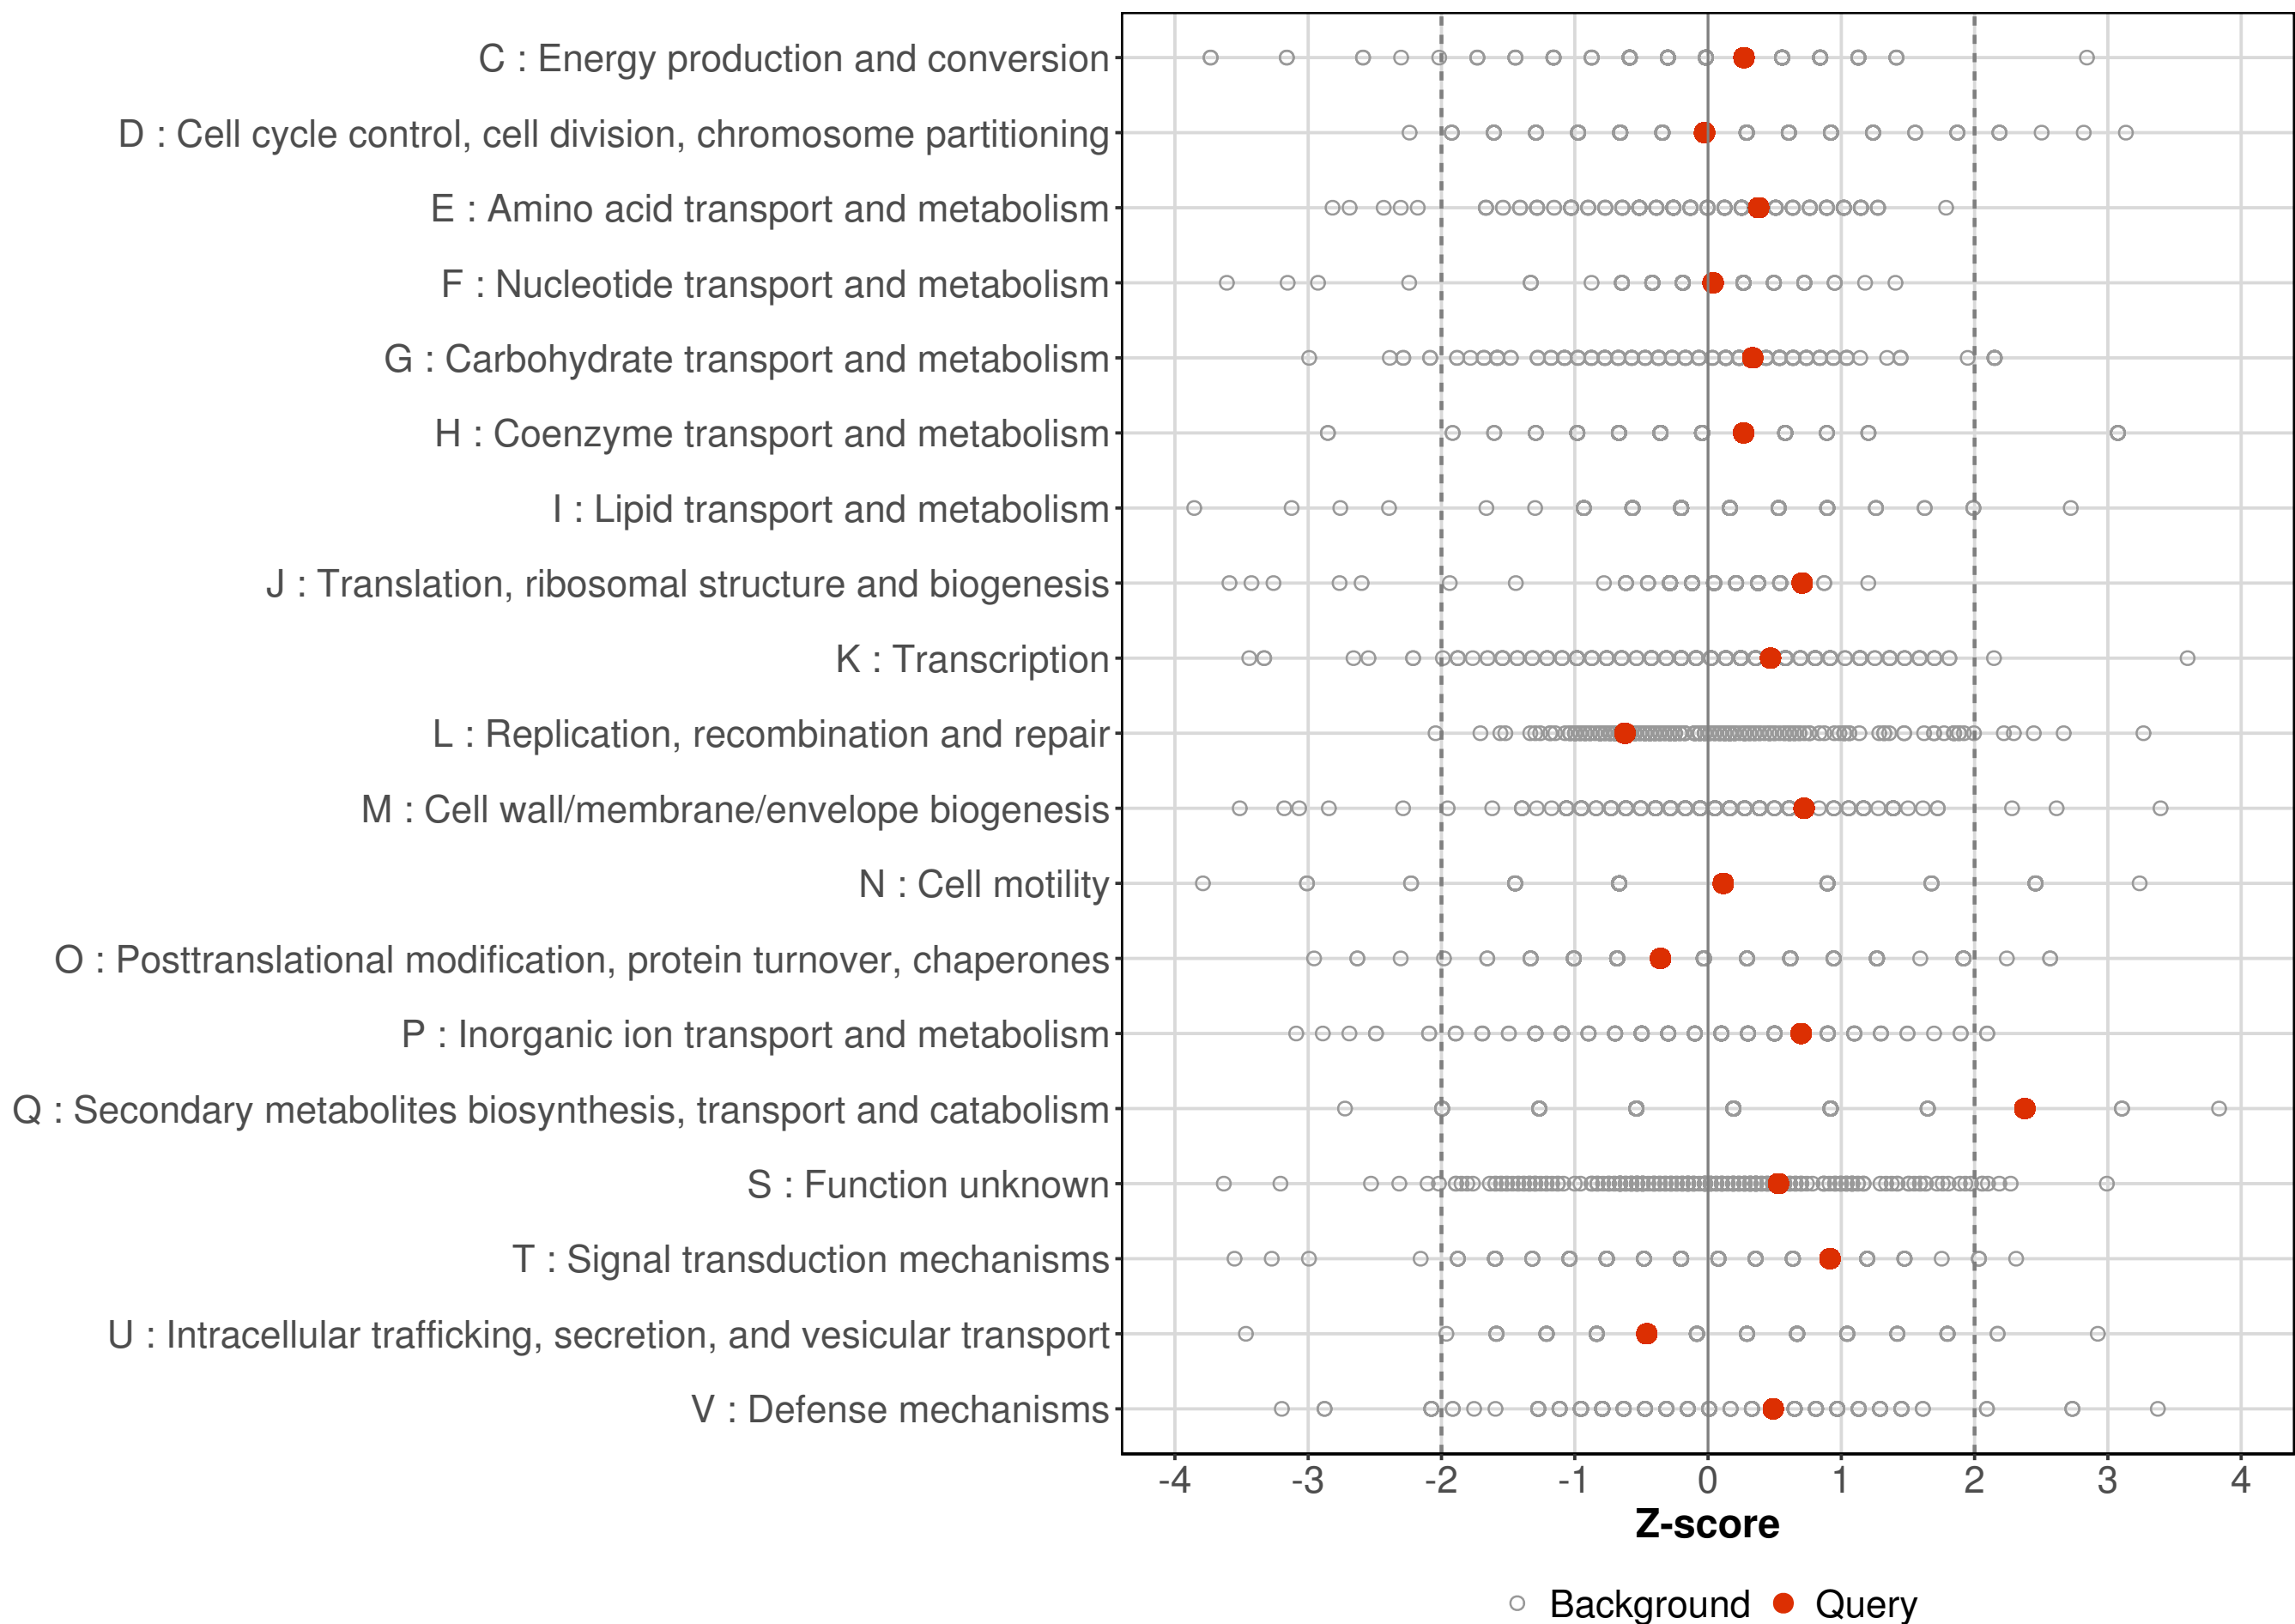 C : Energy production and conversion
D : Cell cycle control, cell division, chromosome partitioning
E : Amino acid transport and metabolism
F : Nucleotide transport and metabolism
G : Carbohydrate transport and metabolism
H : Coenzyme transport and metabolism
I : Lipid transport and metabolism
J : Translation, ribosomal structure and biogenesis
K : Transcription
L : Replication, recombination and repair
M : Cell wall/membrane/envelope biogenesis
N : Cell motility
O : Posttranslational modification, protein turnover, chaperones
P : Inorganic ion transport and metabolism
Q : Secondary metabolites biosynthesis, transport and catabolism
S : Function unknown
T : Signal transduction mechanisms
U : Intracellular trafficking, secretion, and vesicular transport
V : Defense mechanisms
-4 -3 -2 -1 0 1 2 3 4
Z-score
Background Query